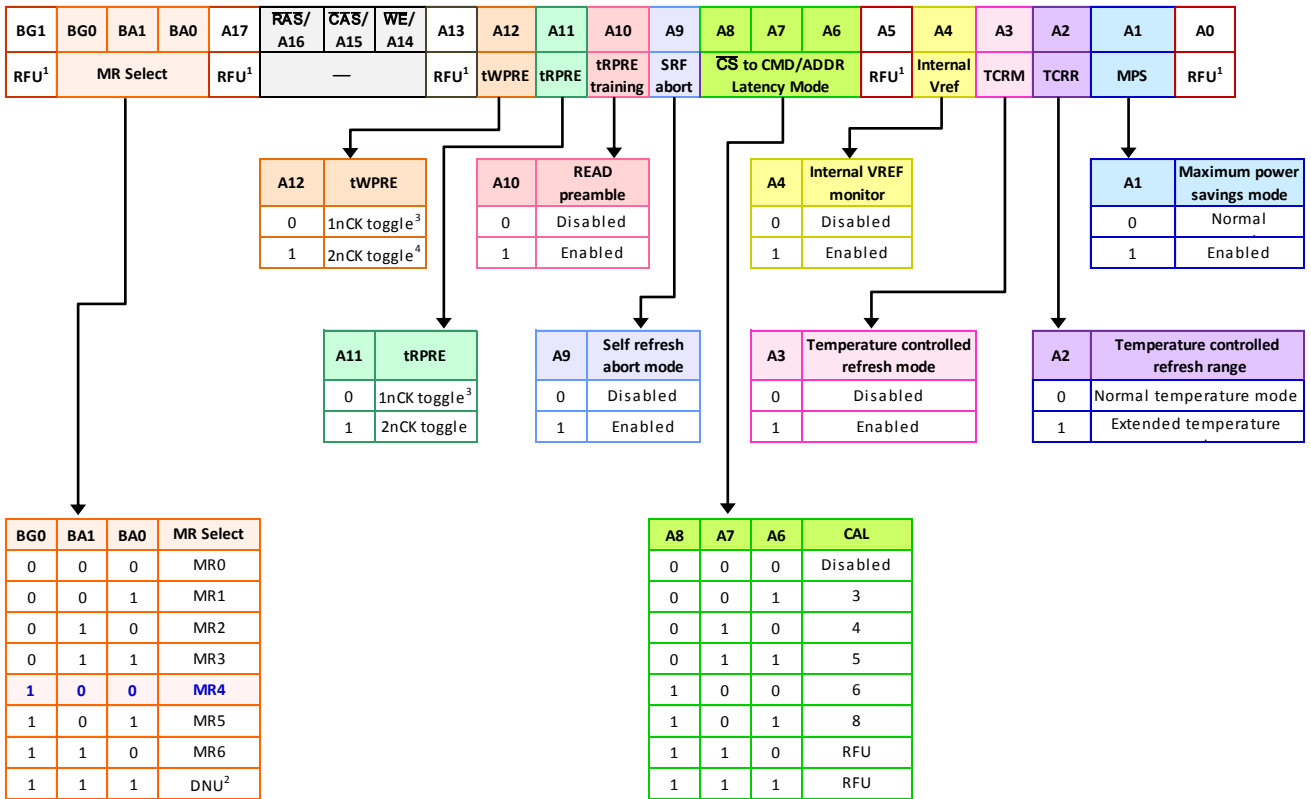 BG1 BG0 BA1 BA0 A17 RAS/ A16 CAS/ A15 WE/ A14 A13 A12 A11 A10 A9 A8 A7 A6 A5 A4 A3 A2 A1 A0
RFU1 MR Select RFU1 — RFU1 tWPRE tRPRE tRPRE training SRF abort CS to CMD/ADDR Latency Mode RFU1 Internal Vref TCRM TCRR MPS RFU1
A12 tWPRE
0 1nCK toggle3
1 2nCK toggle4
A10 READ preamble
0 Disabled
1 Enabled
A4 Internal VREF monitor
0 Disabled
1 Enabled
A1 Maximum power savings mode
0 Normal
1 Enabled
A11 tRPRE
0 1nCK toggle3
1 2nCK toggle
A9 Self refresh abort mode
0 Disabled
1 Enabled
A3 Temperature controlled refresh mode
0 Disabled
1 Enabled
A2 Temperature controlled refresh range
0 Normal temperature mode
1 Extended temperature
BG0 BA1 BA0 MR Select
0 0 0 MR0
0 0 1 MR1
0 1 0 MR2
0 1 1 MR3
1 0 0 MR4
1 0 1 MR5
1 1 0 MR6
1 1 1 DNU2
A8 A7 A6 CAL
0 0 0 Disabled
0 0 1 3
0 1 0 4
0 1 1 5
1 0 0 6
1 0 1 8
1 1 0 RFU
1 1 1 RFU